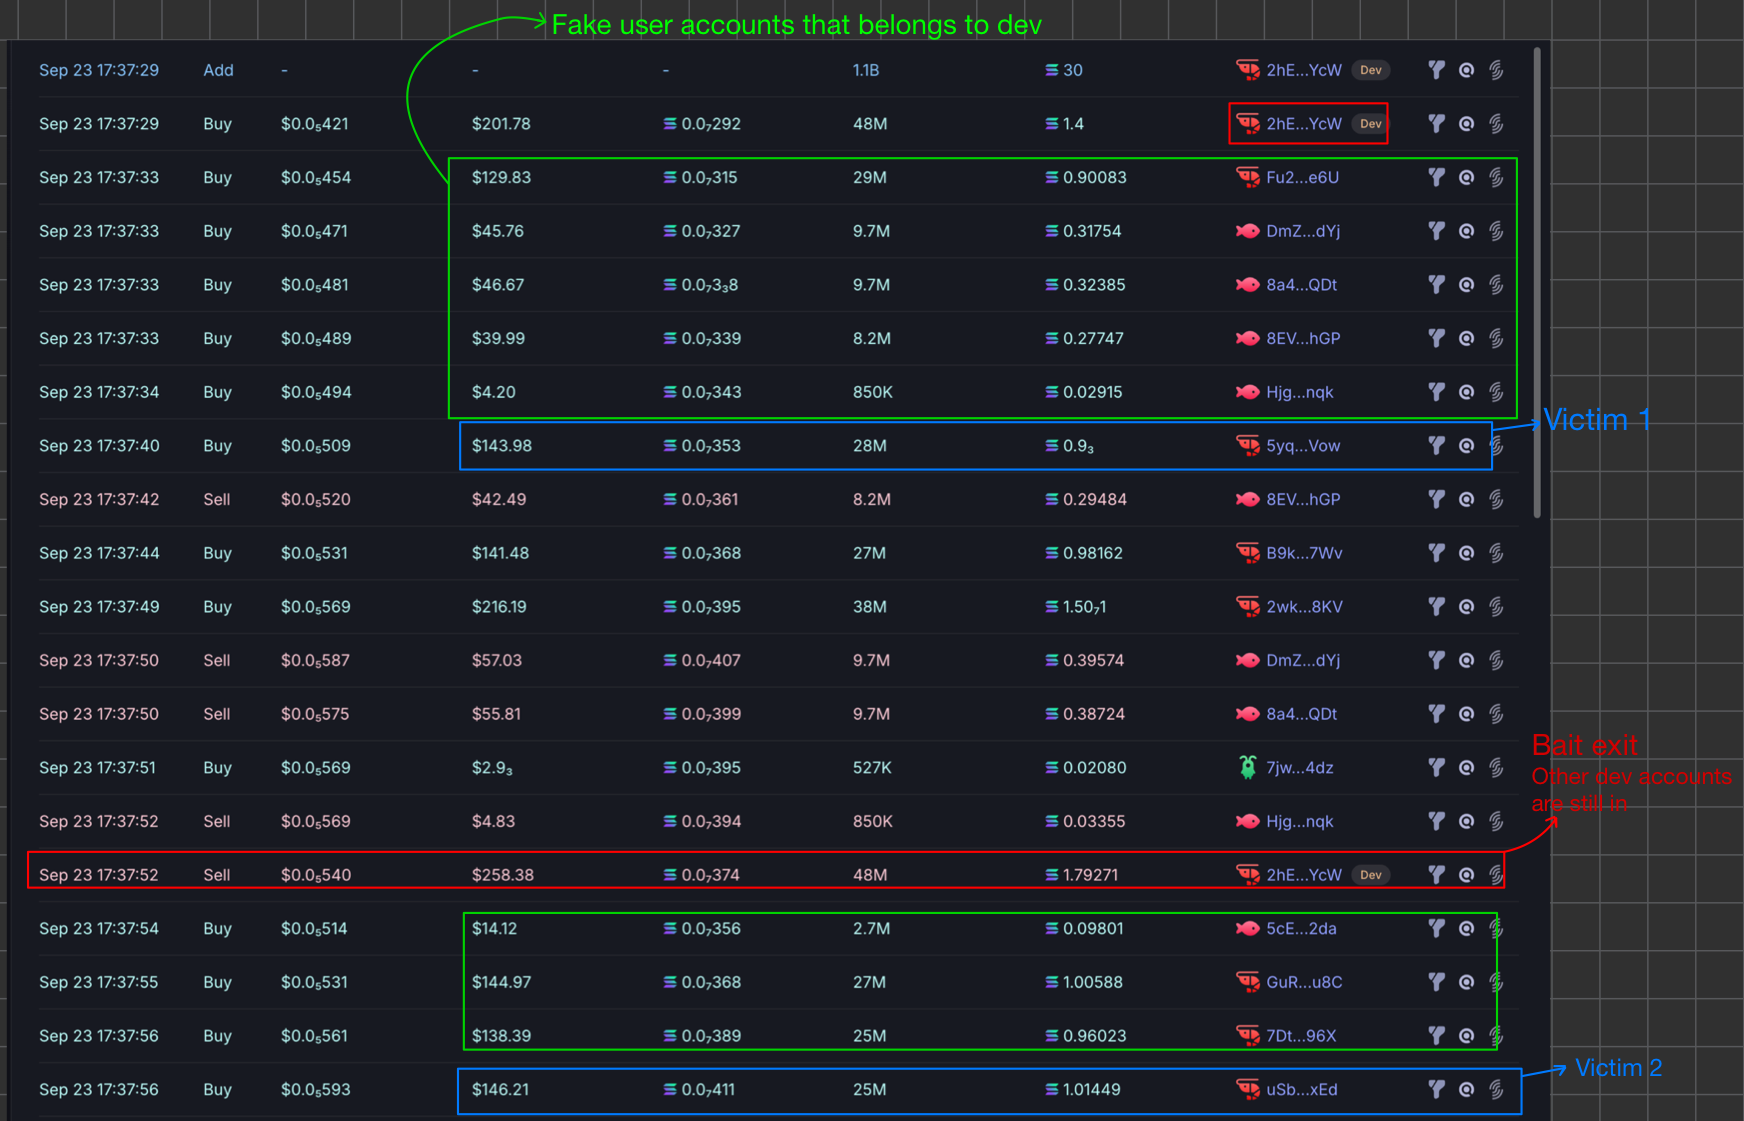 Fake user accounts that belongs to dev
Sep 23 17:37:29 Add - - - 1.1B 30 2hE...YcW Dev
Sep 23 17:37:29 Buy $0.0₅421 $201.78 0.0₇292 48M 1.4 2hE...YcW Dev
Sep 23 17:37:33 Buy $0.0₅454 $129.83 0.0₇315 29M 0.90083 Fu2...e6U
Sep 23 17:37:33 Buy $0.0₅471 $45.76 0.0₇327 9.7M 0.31754 DmZ...dYj
Sep 23 17:37:33 Buy $0.0₅481 $46.67 0.0₇3₃8 9.7M 0.32385 8a4...QDt
Sep 23 17:37:33 Buy $0.0₅489 $39.99 0.0₇339 8.2M 0.27747 8EV...hGP
Sep 23 17:37:34 Buy $0.0₅494 $4.20 0.0₇343 850K 0.02915 Hjg...nqk
Victim 1
Sep 23 17:37:40 Buy $0.0₅509 $143.98 0.0₇353 28M 0.9₃ 5yq...Vow
Sep 23 17:37:42 Sell $0.0₅520 $42.49 0.0₇361 8.2M 0.29484 8EV...hGP
Sep 23 17:37:44 Buy $0.0₅531 $141.48 0.0₇368 27M 0.98162 B9k...7Wv
Sep 23 17:37:49 Buy $0.0₅569 $216.19 0.0₇395 38M 1.50₇1 2wk...8KV
Sep 23 17:37:50 Sell $0.0₅587 $57.03 0.0₇407 9.7M 0.39574 DmZ...dYj
Sep 23 17:37:50 Sell $0.0₅575 $55.81 0.0₇399 9.7M 0.38724 8a4...QDt
Bait exit
Other dev accounts
are still in
Sep 23 17:37:51 Buy $0.0₅569 $2.9₃ 0.0₇395 527K 0.02080 7jw...4dz
Sep 23 17:37:52 Sell $0.0₅569 $4.83 0.0₇394 850K 0.03355 Hjg...nqk
Sep 23 17:37:52 Sell $0.0₅540 $258.38 0.0₇374 48M 1.79271 2hE...YcW Dev
Sep 23 17:37:54 Buy $0.0₅514 $14.12 0.0₇356 2.7M 0.09801 5cE...2da
Sep 23 17:37:55 Buy $0.0₅531 $144.97 0.0₇368 27M 1.00588 GuR...u8C
Sep 23 17:37:56 Buy $0.0₅561 $138.39 0.0₇389 25M 0.96023 7Dt...96X
Victim 2
Sep 23 17:37:56 Buy $0.0₅593 $146.21 0.0₇411 25M 1.01449 uSb...xEd